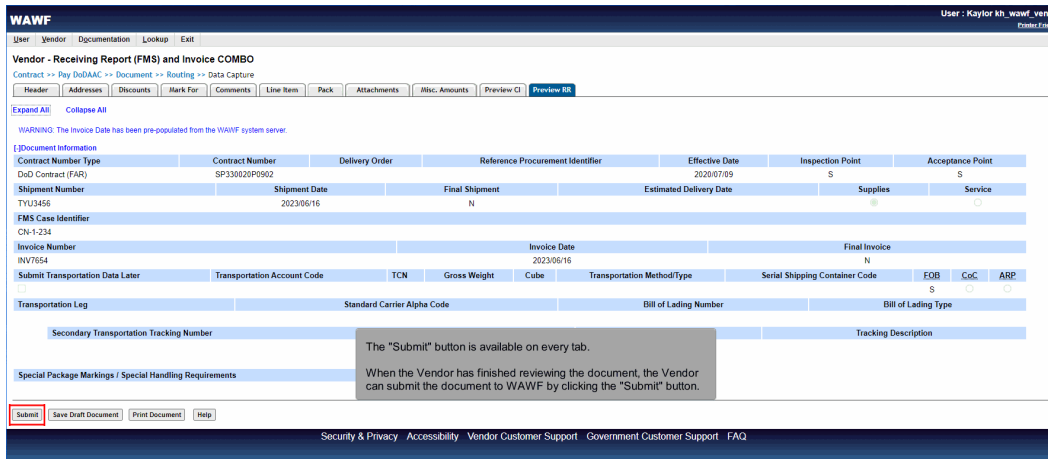 User : Kaylor kh_wawf_ven
WAWF
Printer Frie
User Vendor Documentation Lookup Exit
Vendor - Receiving Report (FMS) and Invoice COMBO
Contract >> Pay DoDAAC >> Document >> Routing >> Data Capture
Header Addresses Discounts Mark For Comments Line Item Pack Attachments Misc. Amounts Preview CI Preview RR
Expand All Collapse All
WARNING: The Invoice Date has been pre-populated from the WAWF system server.
[-]Document Information
Contract Number Type Contract Number Delivery Order Reference Procurement Identifier Effective Date Inspection Point Acceptance Point
DoD Contract (FAR) SP330020P0902 2020/07/09 S S
Shipment Number Shipment Date Final Shipment Estimated Delivery Date Supplies Service
TYU3456 2023/06/16 N
FMS Case Identifier
CN-1-234
Invoice Number Invoice Date Final Invoice
INV7654 2023/06/16 N
Submit Transportation Data Later Transportation Account Code TCN Gross Weight Cube Transportation Method/Type Serial Shipping Container Code FOB CoC ARP
S
Transportation Leg Standard Carrier Alpha Code Bill of Lading Number Bill of Lading Type
Secondary Transportation Tracking Number Tracking Description
The "Submit" button is available on every tab.
When the Vendor has finished reviewing the document, the Vendor
can submit the document to WAWF by clicking the "Submit" button.
Special Package Markings / Special Handling Requirements
Submit Save Draft Document Print Document Help
Security & Privacy Accessibility Vendor Customer Support Government Customer Support FAQ